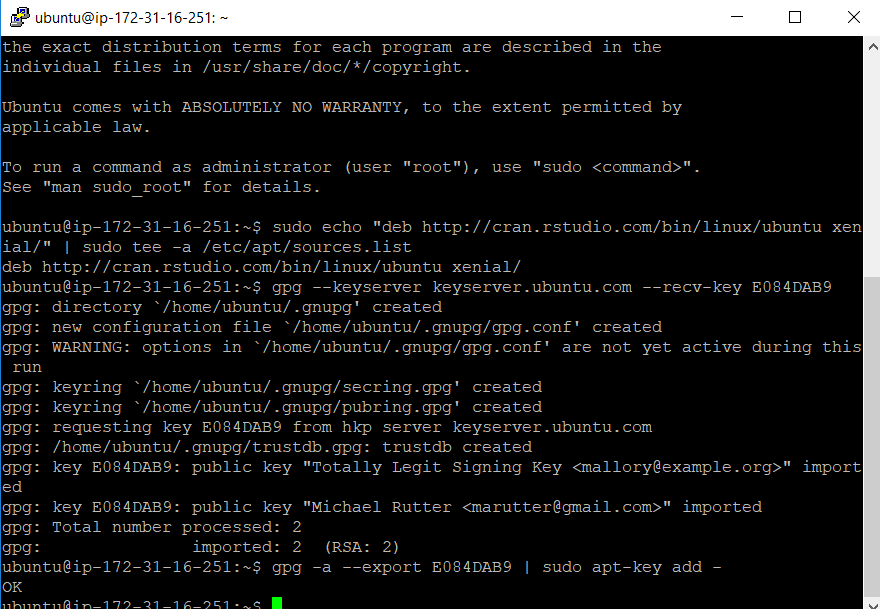 ubuntu@ip-172-31-16-251: ~
the exact distribution terms for each program are described in the
individual files in /usr/share/doc/*/copyright.
Ubuntu comes with ABSOLUTELY NO WARRANTY, to the extent permitted by
applicable law.
To run a command as administrator (user "root"), use "sudo <command>".
See "man sudo_root" for details.
ubuntu@ip-172-31-16-251:~$ sudo echo "deb http://cran.rstudio.com/bin/linux/ubuntu xen
ial/" | sudo tee -a /etc/apt/sources.list
deb http://cran.rstudio.com/bin/linux/ubuntu xenial/
ubuntu@ip-172-31-16-251:~$ gpg --keyserver keyserver.ubuntu.com --recv-key E084DAB9
gpg: directory `/home/ubuntu/.gnupg' created
gpg: new configuration file `/home/ubuntu/.gnupg/gpg.conf' created
gpg: WARNING: options in `/home/ubuntu/.gnupg/gpg.conf' are not yet active during this
 run
gpg: keyring `/home/ubuntu/.gnupg/secring.gpg' created
gpg: keyring `/home/ubuntu/.gnupg/pubring.gpg' created
gpg: requesting key E084DAB9 from hkp server keyserver.ubuntu.com
gpg: /home/ubuntu/.gnupg/trustdb.gpg: trustdb created
gpg: key E084DAB9: public key "Totally Legit Signing Key <mallory@example.org>" import
ed
gpg: key E084DAB9: public key "Michael Rutter <marutter@gmail.com>" imported
gpg: Total number processed: 2
gpg:               imported: 2  (RSA: 2)
ubuntu@ip-172-31-16-251:~$ gpg -a --export E084DAB9 | sudo apt-key add -
OK
ubuntu@ip-172-31-16-251:~$